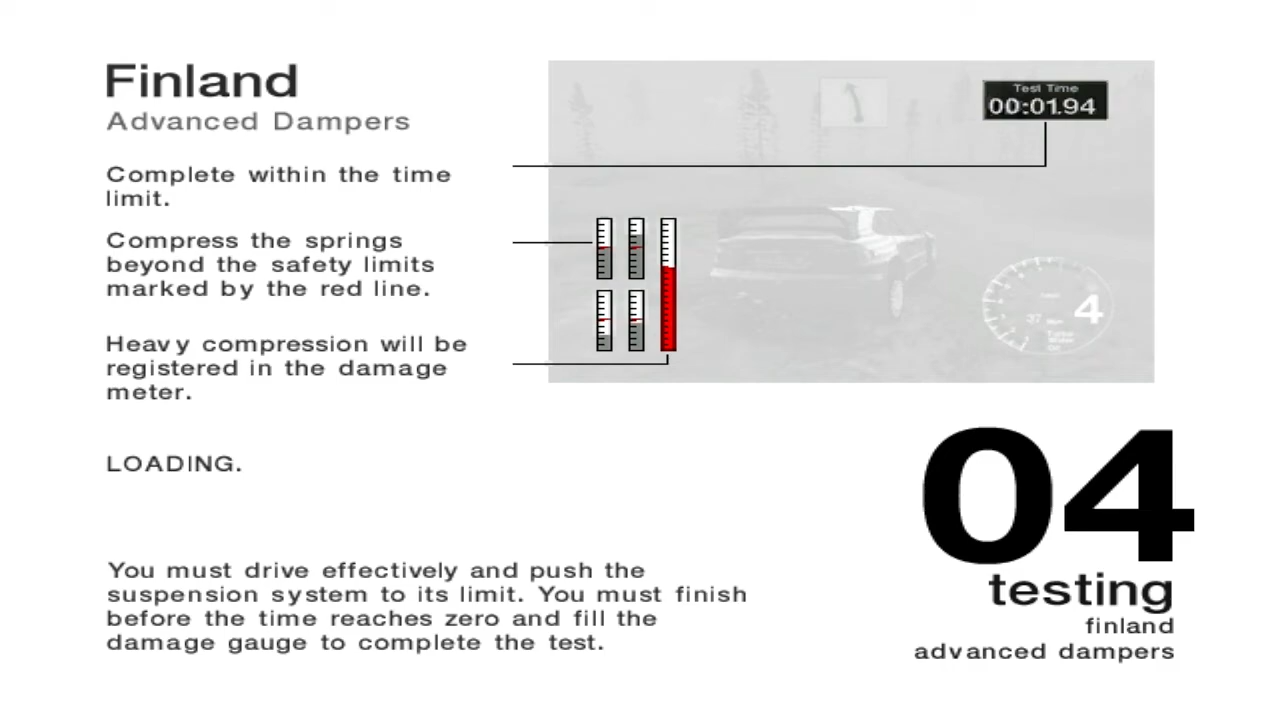 Finland
Advanced Dampers
Complete within the time
limit.
Compress the springs
beyond the safety limits
marked by the red line.
Heavy compression will be
registered in the damage
meter.
LOADING.
You must drive effectively and push the
suspension system to its limit. You must finish
before the time reaches zero and fill the
damage gauge to complete the test.
Test Time
00:01.94
4
37
04
testing
finland
advanced dampers